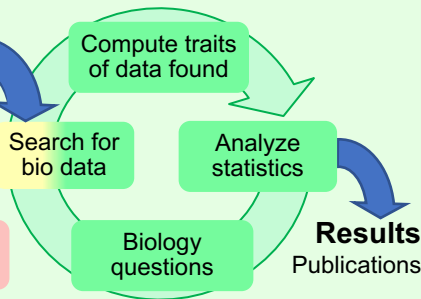 Compute traits
of data found
Search for
bio data
Analyze
statistics
Biology
questions
Results
Publications